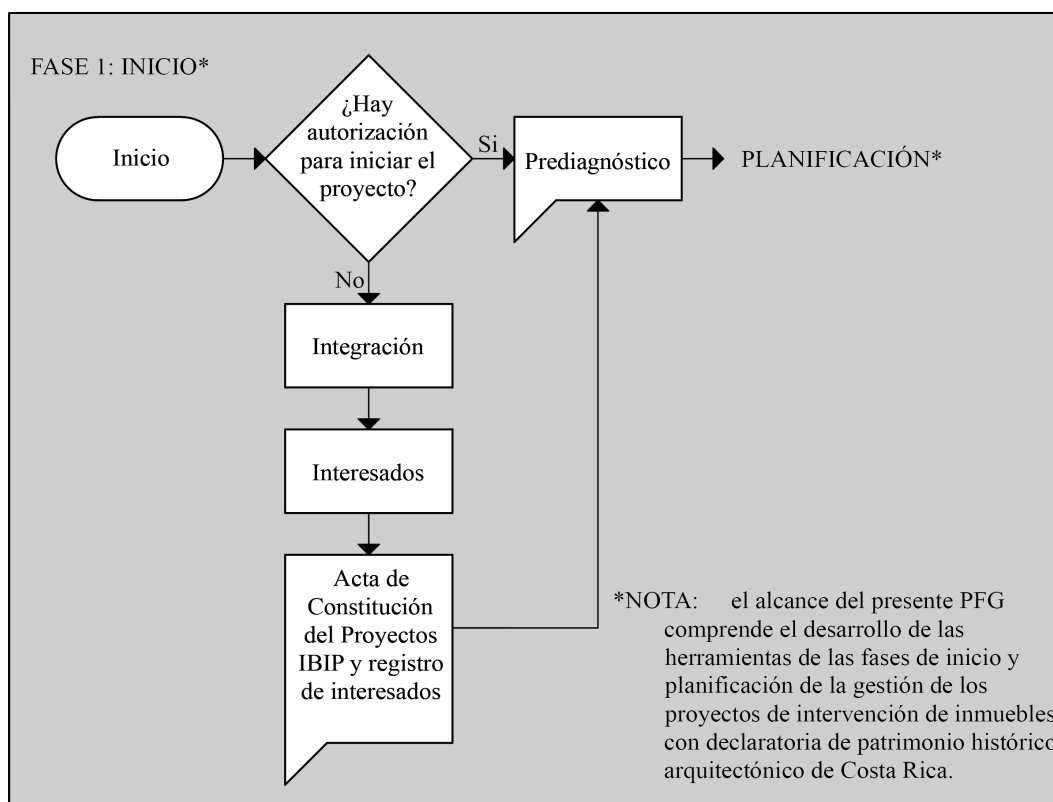 FASE 1: INICIO*
Inicio
¿Hay
autorización
para iniciar el
proyecto?
Si
Prediagnóstico
PLANIFICACIÓN*
No
Integración
Interesados
Acta de
Constitución
del Proyectos
IBIP y registro
de interesados
*NOTA: el alcance del presente PFG
comprende el desarrollo de las
herramientas de las fases de inicio y
planificación de la gestión de los
proyectos de intervención de inmuebles
con declaratoria de patrimonio histórico
arquitectónico de Costa Rica.